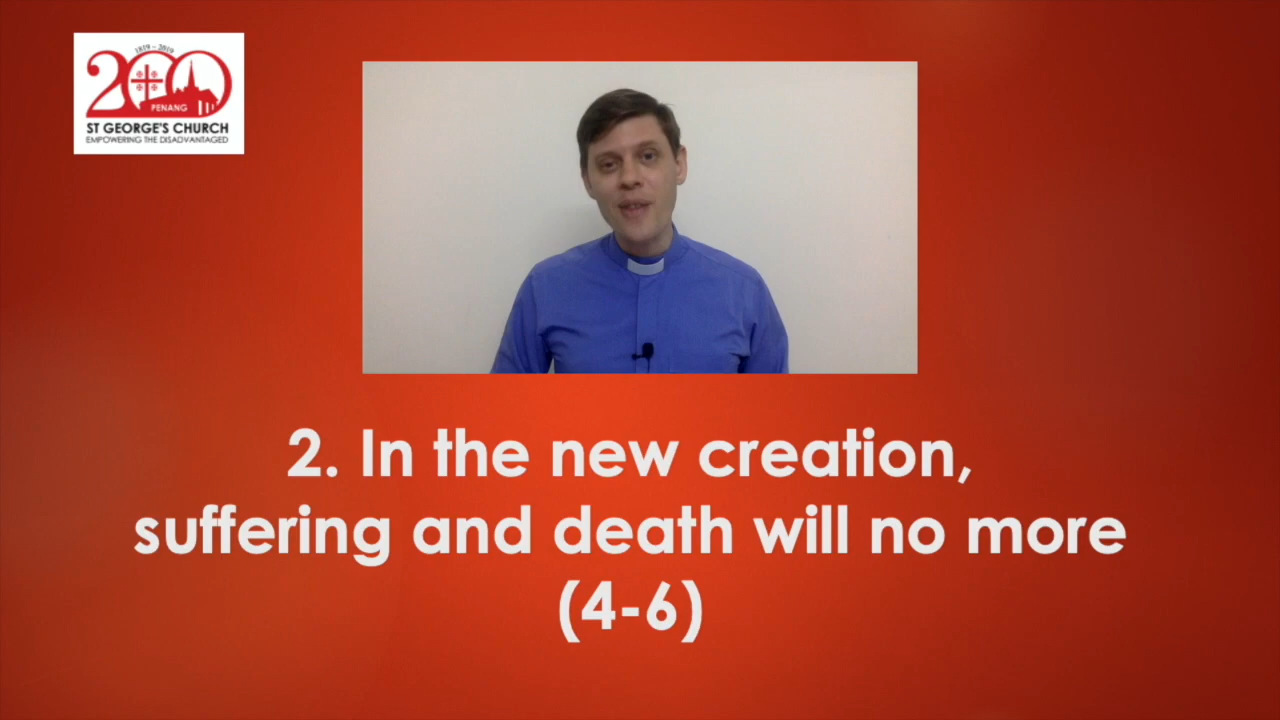 1819 - 2019
200
PENANG
ST GEORGE'S CHURCH
EMPOWERING THE DISADVANTAGED
2. In the new creation,
suffering and death will no more
(4-6)